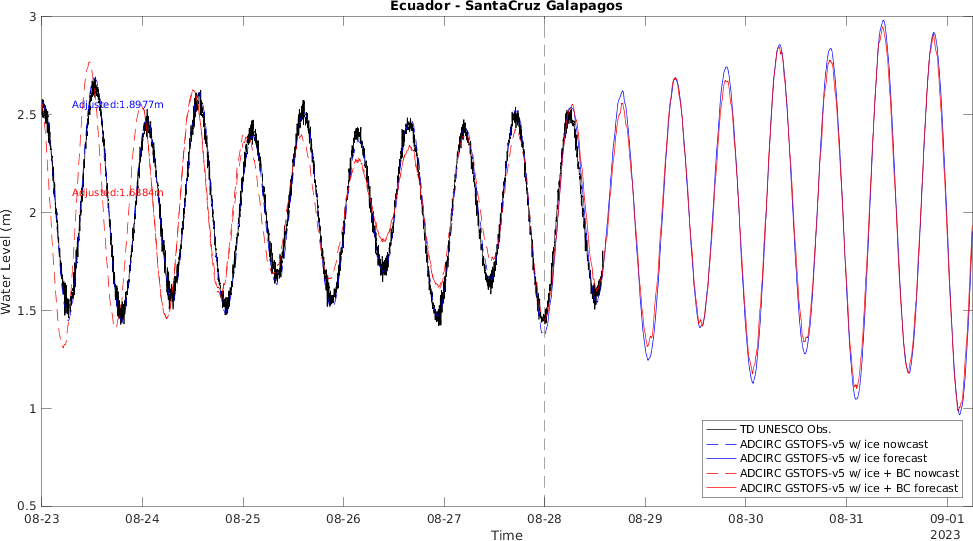 Ecuador - SantaCruz Galapagos
3
2.5
2
1.5
1
0.5
Water Level (m)
Adjusted:1.8977m
Adjusted:1.6384m
TD UNESCO Obs.
ADCIRC GSTOFS-v5 w/ ice nowcast
ADCIRC GSTOFS-v5 w/ ice forecast
ADCIRC GSTOFS-v5 w/ ice + BC nowcast
ADCIRC GSTOFS-v5 w/ ice + BC forecast
08-23 08-24 08-25 08-26 08-27 08-28 08-29 08-30 08-31 09-01
2023
Time